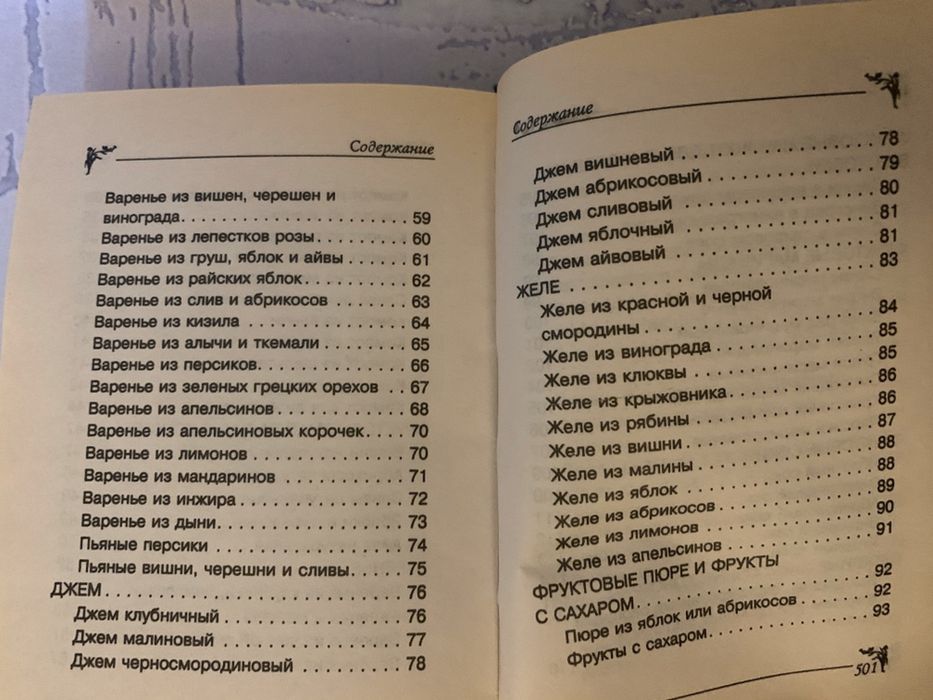 Содержание
Варенье из вишен, черешен и
винограда. . . . . . . . . . . . . . . . . . . . . . . 59
Варенье из лепестков розы. . . . . . . . . 60
Варенье из груш, яблок и айвы . . . . . . 61
Варенье из райских яблок. . . . . . . . . . 62
Варенье из слив и абрикосов . . . . . . . 63
Варенье из кизила . . . . . . . . . . . . . . . 64
Варенье из алычи и ткемали . . . . . . . . 65
Варенье из персиков. . . . . . . . . . . . . . 66
Варенье из зеленых грецких орехов . . 67
Варенье из апельсинов . . . . . . . . . . . . 68
Варенье из апельсиновых корочек. . . . 70
Варенье из лимонов . . . . . . . . . . . . . . 70
Варенье из мандаринов . . . . . . . . . . . 71
Варенье из инжира. . . . . . . . . . . . . . . 72
Варенье из дыни. . . . . . . . . . . . . . . . . 73
Пьяные персики . . . . . . . . . . . . . . . . . 74
Пьяные вишни, черешни и сливы. . . . . 75
ДЖЕМ. . . . . . . . . . . . . . . . . . . . . . . . . . . 76
Джем клубничный . . . . . . . . . . . . . . . . 76
Джем малиновый . . . . . . . . . . . . . . . . 77
Джем черносмородиновый . . . . . . . . . 78
Содержание
Джем вишневый . . . . . . . . . . . . . . . . . 78
Джем абрикосовый . . . . . . . . . . . . . . . 79
Джем сливовый . . . . . . . . . . . . . . . . . 80
Джем яблочный . . . . . . . . . . . . . . . . . 81
Джем айвовый . . . . . . . . . . . . . . . . . . 81
ЖЕЛЕ . . . . . . . . . . . . . . . . . . . . . . . . . . . 83
Желе из красной и черной
смородины . . . . . . . . . . . . . . . . . . . . . 84
Желе из винограда . . . . . . . . . . . . . . . 85
Желе из клюквы . . . . . . . . . . . . . . . . . 85
Желе из крыжовника. . . . . . . . . . . . . . 86
Желе из рябины . . . . . . . . . . . . . . . . . 86
Желе из вишни . . . . . . . . . . . . . . . . . . 87
Желе из малины . . . . . . . . . . . . . . . . . 88
Желе из яблок . . . . . . . . . . . . . . . . . . 88
Желе из абрикосов . . . . . . . . . . . . . . . 89
Желе из лимонов . . . . . . . . . . . . . . . . 90
Желе из апельсинов . . . . . . . . . . . . . . 91
ФРУКТОВЫЕ ПЮРЕ И ФРУКТЫ
С САХАРОМ. . . . . . . . . . . . . . . . . . . . . . . 92
Пюре из яблок или абрикосов . . . . . . . 92
Фрукты с сахаром. . . . . . . . . . . . . . . . 93
501